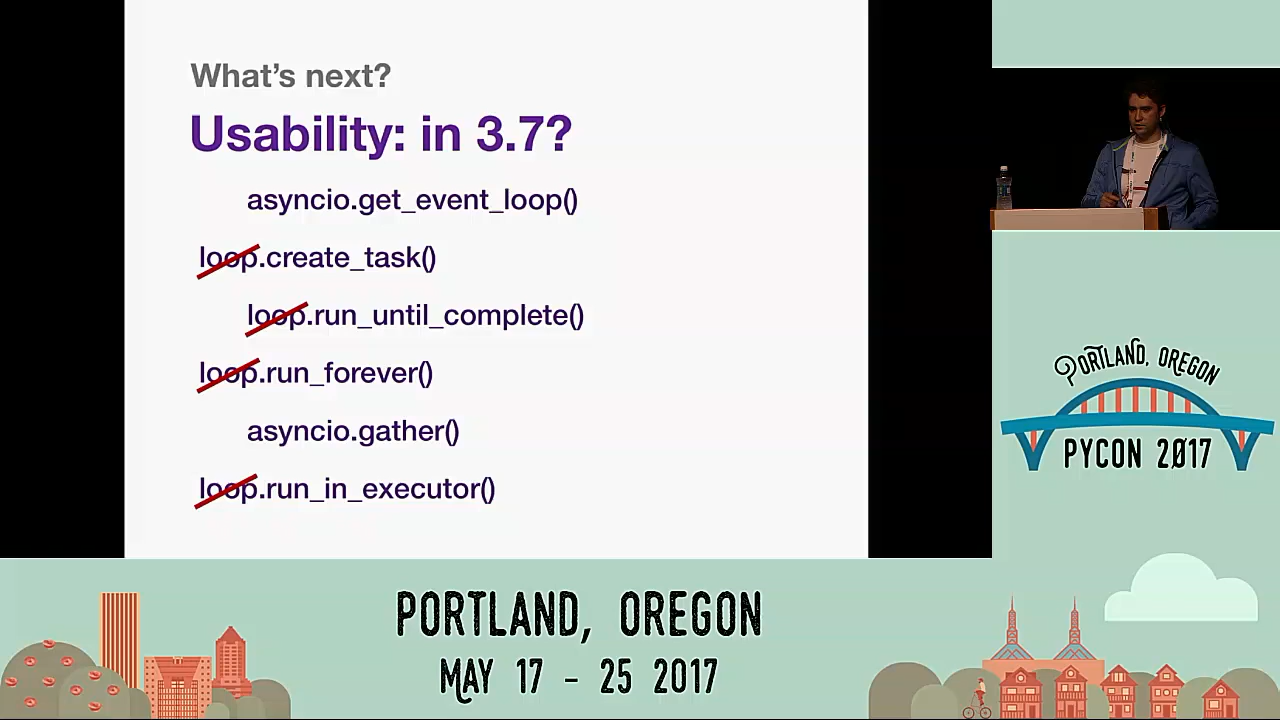 What's next?
Usability: in 3.7?
asyncio.get_event_loop()
loop.create_task()
loop.run_until_complete()
loop.run_forever()
asyncio.gather()
loop.run_in_executor()
PORTLAND, OREGON
PYCON 2017
PORTLAND, OREGON
MAY 17 - 25 2017